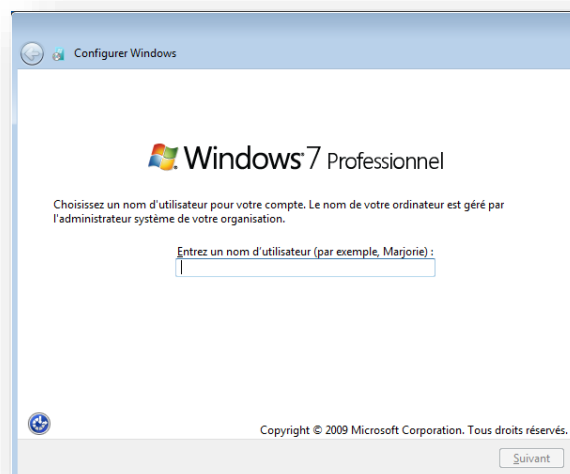 Configurer Windows
Windows 7 Professionnel
Choisissez un nom d'utilisateur pour votre compte. Le nom de votre ordinateur est géré par
l'administrateur système de votre organisation.
Entrez un nom d'utilisateur (par exemple, Marjorie) :
Copyright © 2009 Microsoft Corporation. Tous droits réservés.
Suivant